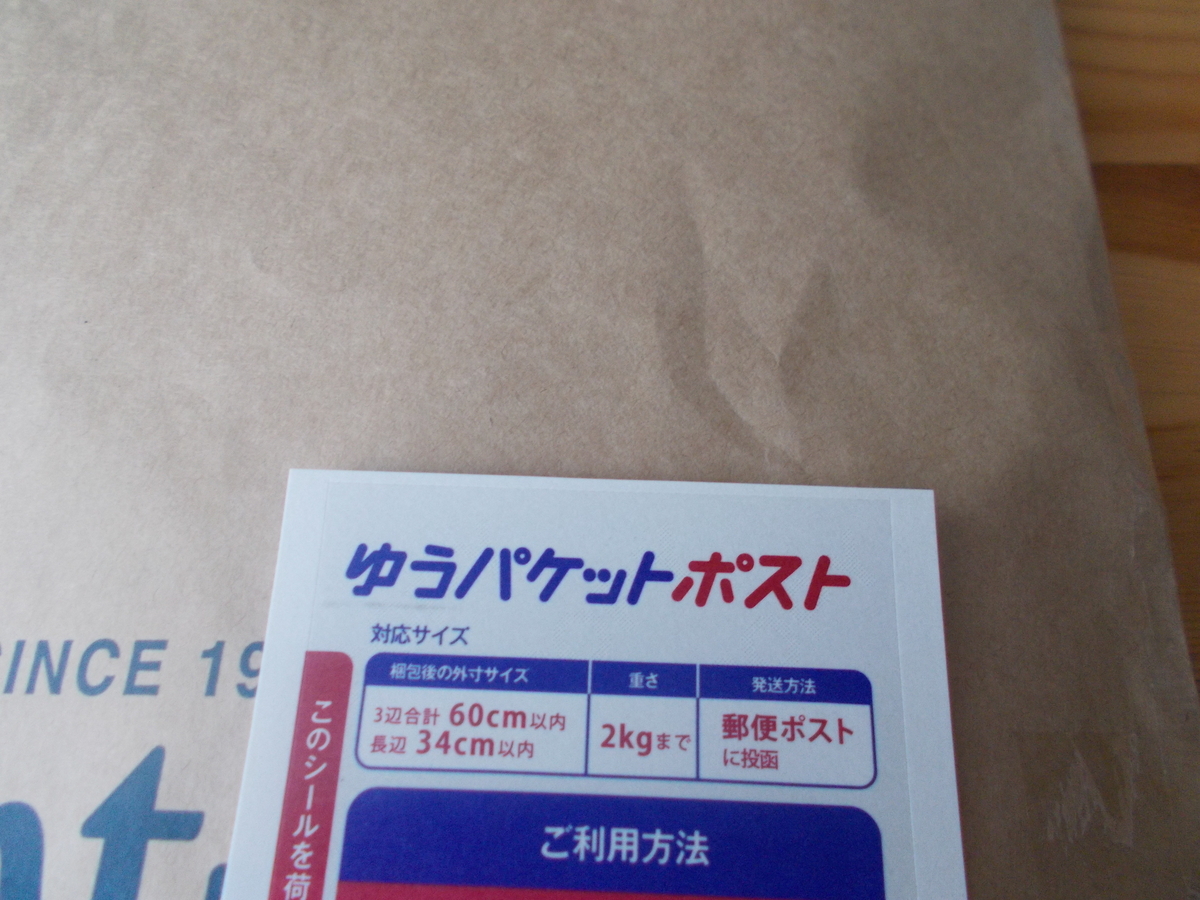 ゆうパケットポスト
対応サイズ
梱包後の外寸サイズ 重さ 発送方法
3辺合計 60cm以内
長辺 34cm以内
2kgまで
郵便ポスト
に投函
ご利用方法
このシールを荷
SINCE 19
nt